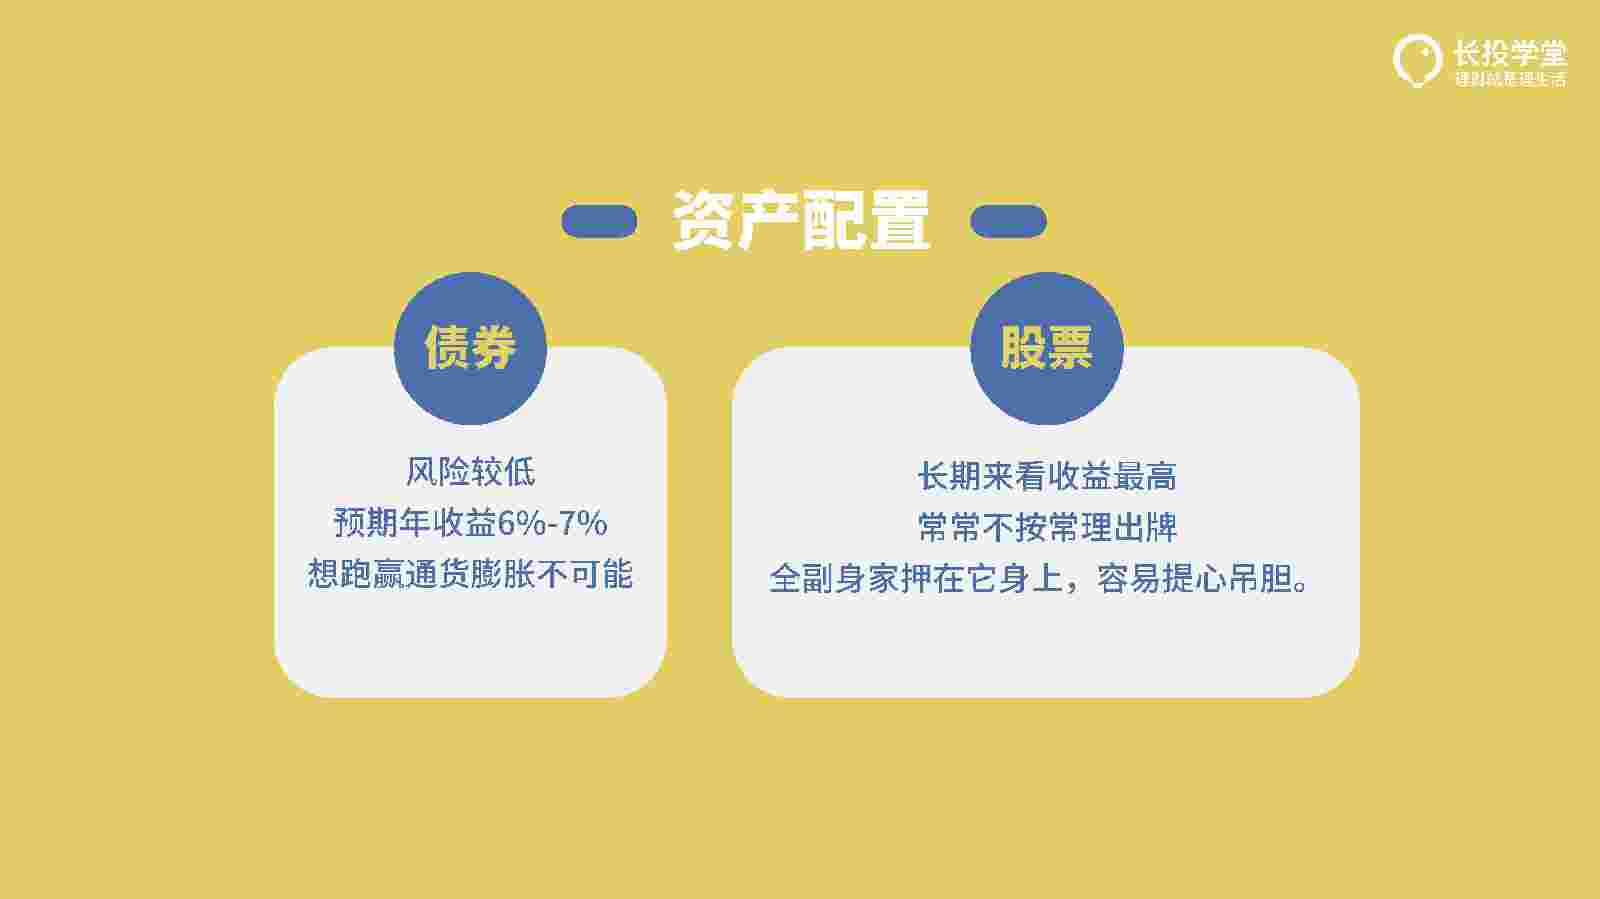 长投学堂
理财就是理生活
资产配置
债券
股票
风险较低
预期年收益6%-7%
想跑赢通货膨胀不可能
长期来看收益最高
常常不按常理出牌
全副身家押在它身上，容易提心吊胆。